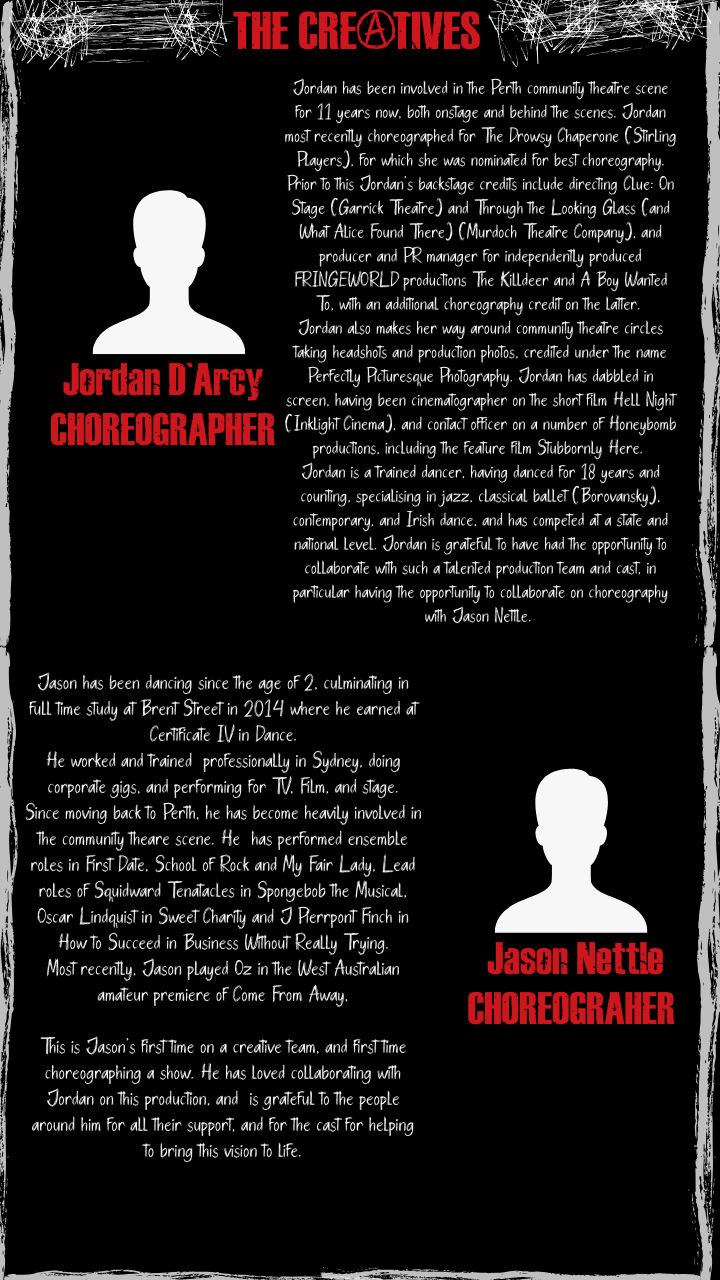 THE CREATIVES
Jordan has been involved in the Perth community theatre scene
for 11 years now, both onstage and behind the scenes. Jordan
most recently choreographed for The Drowsy Chaperone (Stirling
Players), for which she was nominated for best choreography.
Prior to this Jordan's backstage credits include directing Clue: On
Stage (Garrick Theatre) and Through the Looking Glass (and
What Alice Found There) (Murdoch Theatre Company), and
producer and PR manager for independently produced
FRINGEWORLD productions The Killdeer and A Boy Wanted
To, with an additional choreography credit on the latter.
Jordan also makes her way around community theatre circles
taking headshots and production photos, credited under the name
Perfectly Picturesque Photography. Jordan has dabbled in
screen, having been cinematographer on the short film Hell Night
(Inklight Cinema), and contact officer on a number of Honeybomb
productions, including the feature film Stubbornly Here.
Jordan is a trained dancer, having danced for 18 years and
counting, specialising in jazz, classical ballet (Borovansky),
contemporary, and Irish dance, and has competed at a state and
national level. Jordan is grateful to have had the opportunity to
collaborate with such a talented production team and cast, in
particular having the opportunity to collaborate on choreography
with Jason Nettle.
Jordan D`Arcy
CHOREOGRAPHER
Jason has been dancing since the age of 2, culminating in
full time study at Brent Street in 2014 where he earned at
Certificate IV in Dance.
He worked and trained professionally in Sydney, doing
corporate gigs, and performing for TV, Film, and stage.
Since moving back to Perth, he has become heavily involved in
the community theare scene. He has performed ensemble
roles in First Date, School of Rock and My Fair Lady, Lead
roles of Squidward Tenatacles in Spongebob the Musical,
Oscar Lindquist in Sweet Charity and J Pierrpont Finch in
How to Succeed in Business Without Really Trying.
Most recently, Jason played Oz in the West Australian
amateur premiere of Come From Away.
This is Jason's first time on a creative team, and first time
choreographing a show. He has loved collaborating with
Jordan on this production, and is grateful to the people
around him for all their support, and for the cast for helping
to bring this vision to life.
Jason Nettle
CHOREOGRAHER